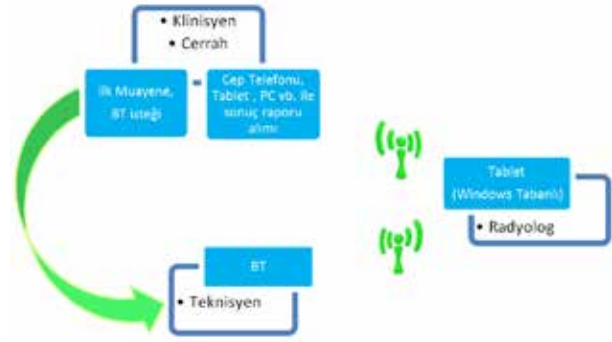 • Klinisyen
• Cerrah
İlk Muayene,
BT isteği
Cep Telefonu,
Tablet , PC vb. ile
sonuç raporu
alımı
Tablet
(Windows Tabanlı)
• Radyolog
BT
• Teknisyen